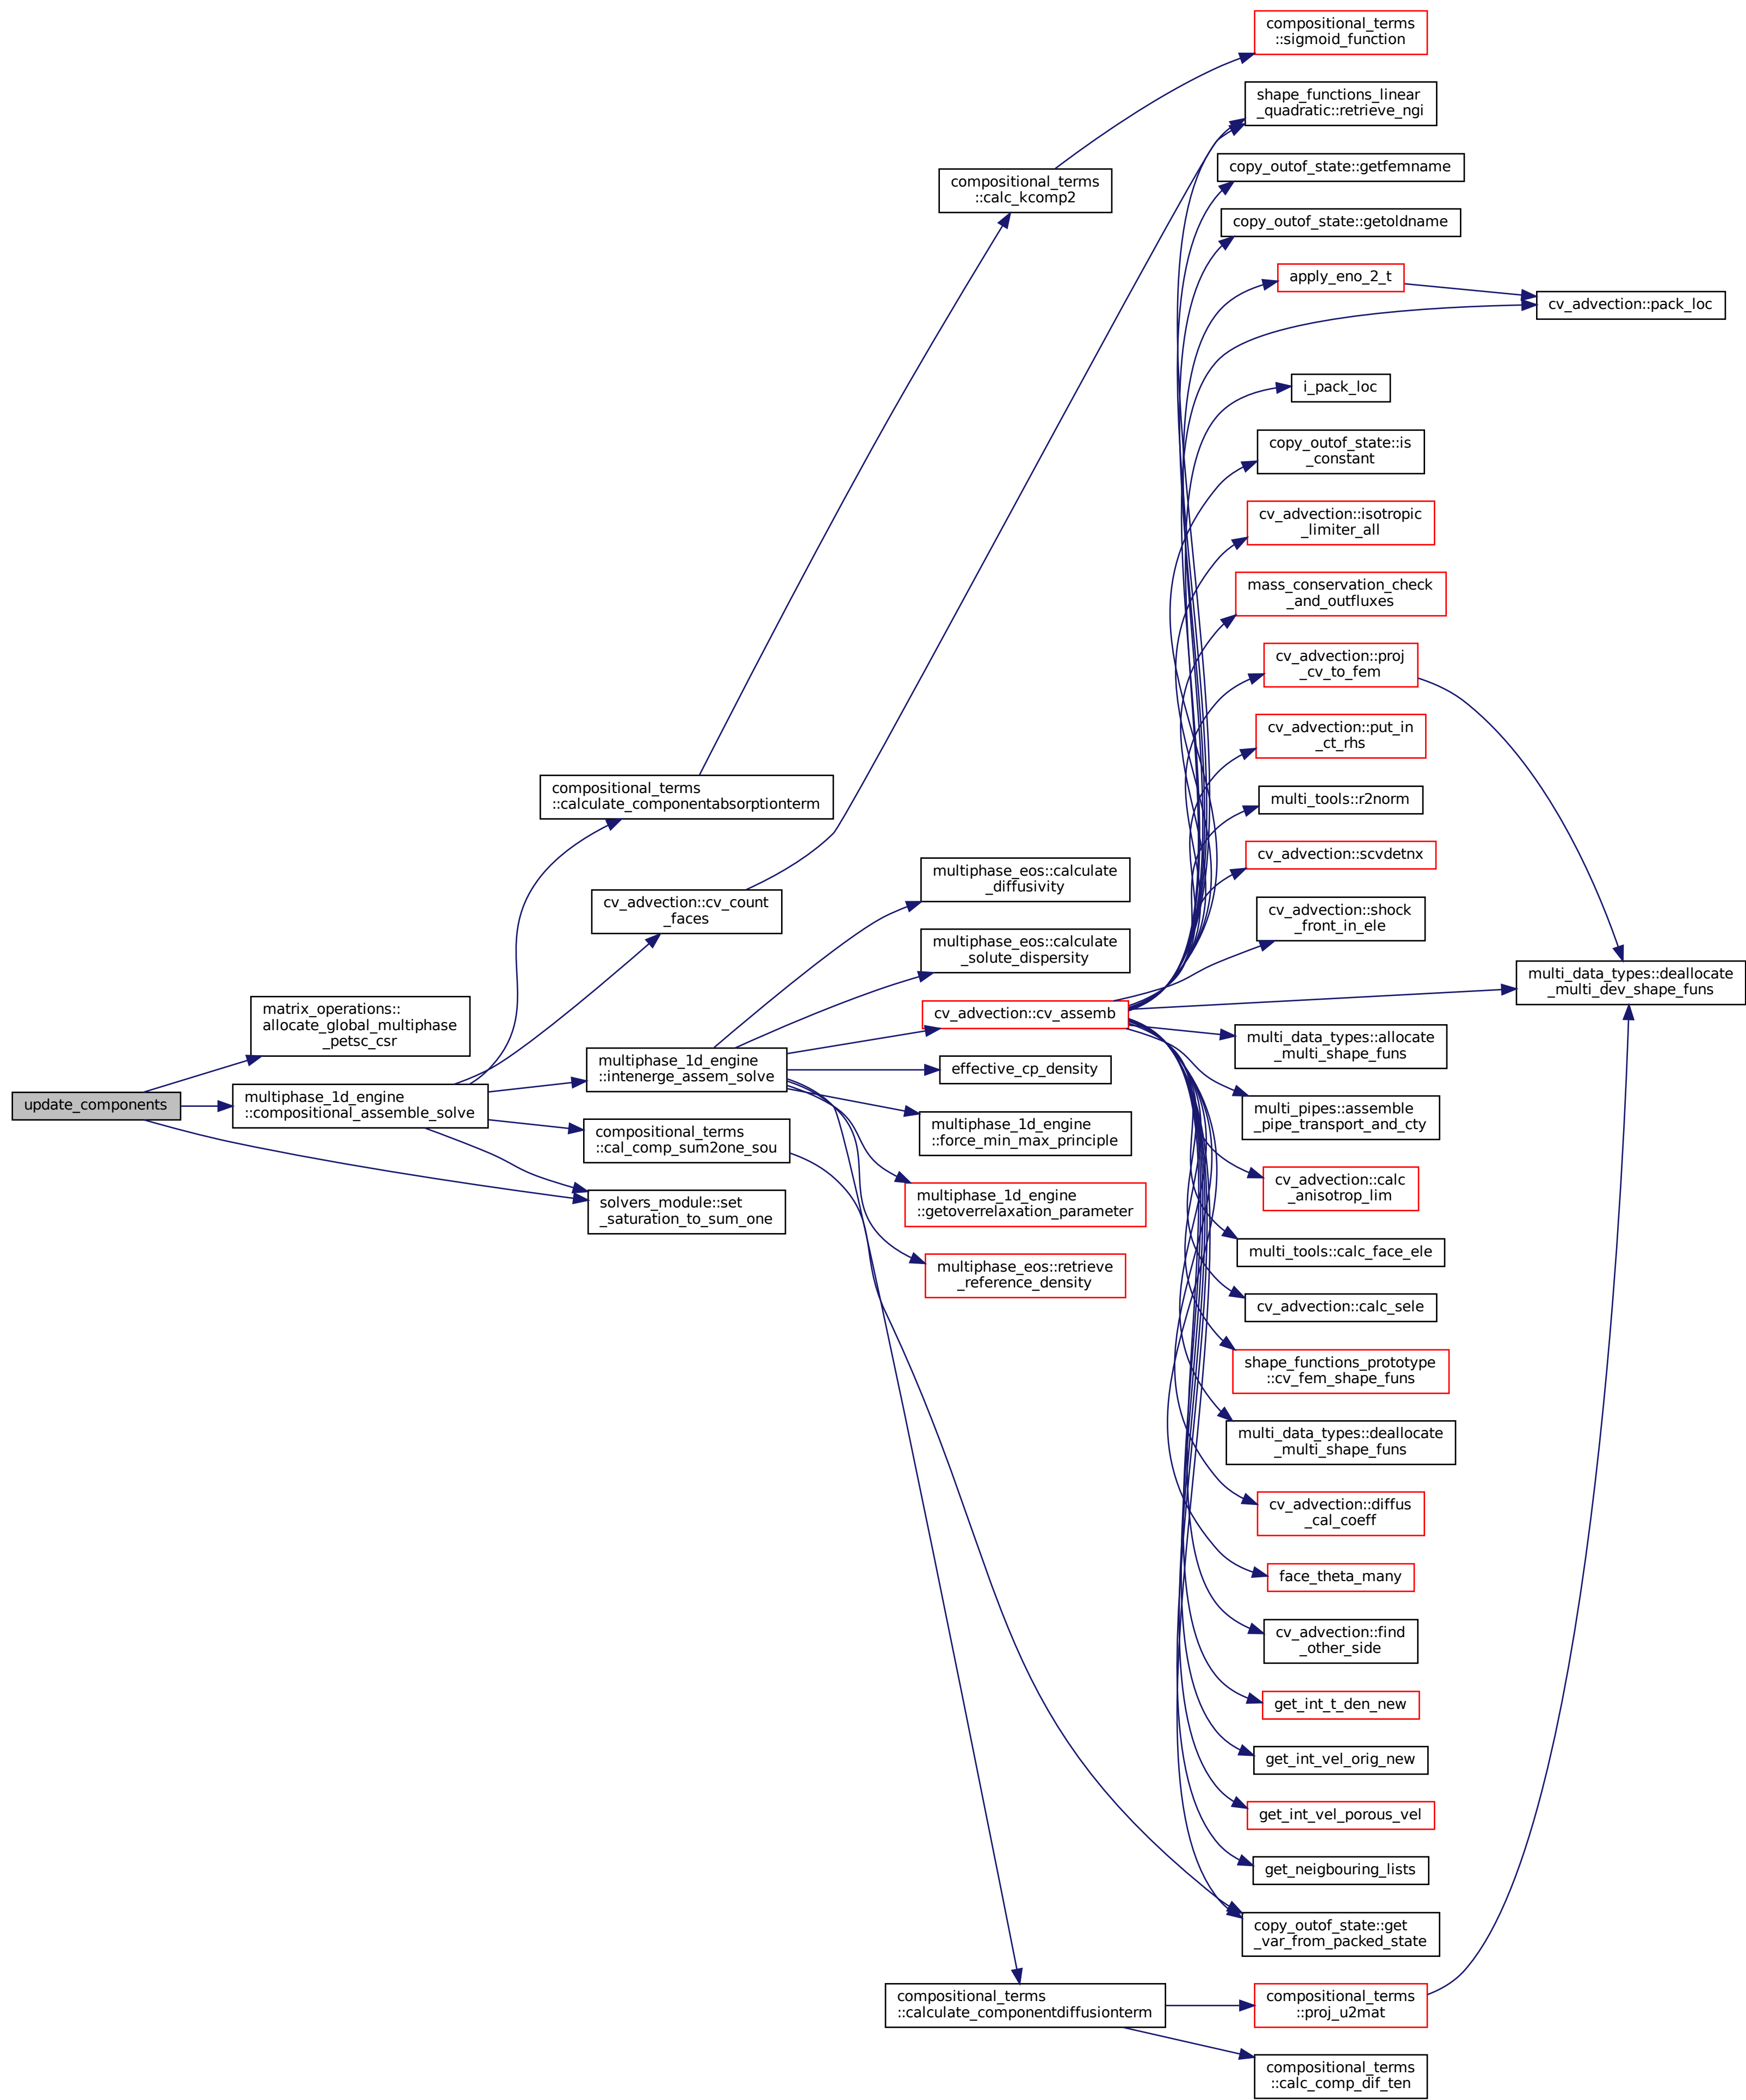 compositional_terms
::sigmoid_function
shape_functions_linear
_quadratic::retrieve_ngi
copy_outof_state::getfemname
compositional_terms
::calc_kcomp2
copy_outof_state::getoldname
apply_eno_2_t
cv_advection::pack_loc
i_pack_loc
copy_outof_state::is
_constant
cv_advection::isotropic
_limiter_all
mass_conservation_check
_and_outfluxes
cv_advection::proj
_cv_to_fem
cv_advection::put_in
_ct_rhs
compositional_terms
::calculate_componentabsorptionterm
multi_tools::r2norm
cv_advection::scvdetnx
multiphase_eos::calculate
_diffusivity
cv_advection::cv_count
_faces
cv_advection::shock
_front_in_ele
multiphase_eos::calculate
_solute_dispersity
multi_data_types::deallocate
_multi_dev_shape_funs
matrix_operations::
allocate_global_multiphase
_petsc_csr
cv_advection::cv_assemb
multi_data_types::allocate
_multi_shape_funs
multiphase_1d_engine
::intenerge_assem_solve
effective_cp_density
update_components
multiphase_1d_engine
::compositional_assemble_solve
multi_pipes::assemble
_pipe_transport_and_cty
multiphase_1d_engine
::force_min_max_principle
compositional_terms
::cal_comp_sum2one_sou
cv_advection::calc
_anisotrop_lim
multiphase_1d_engine
::getoverrelaxation_parameter
solvers_module::set
_saturation_to_sum_one
multi_tools::calc_face_ele
multiphase_eos::retrieve
_reference_density
cv_advection::calc_sele
shape_functions_prototype
::cv_fem_shape_funs
multi_data_types::deallocate
_multi_shape_funs
cv_advection::diffus
_cal_coeff
face_theta_many
cv_advection::find
_other_side
get_int_t_den_new
get_int_vel_orig_new
get_int_vel_porous_vel
get_neigbouring_lists
copy_outof_state::get
_var_from_packed_state
compositional_terms
::calculate_componentdiffusionterm
compositional_terms
::proj_u2mat
compositional_terms
::calc_comp_dif_ten